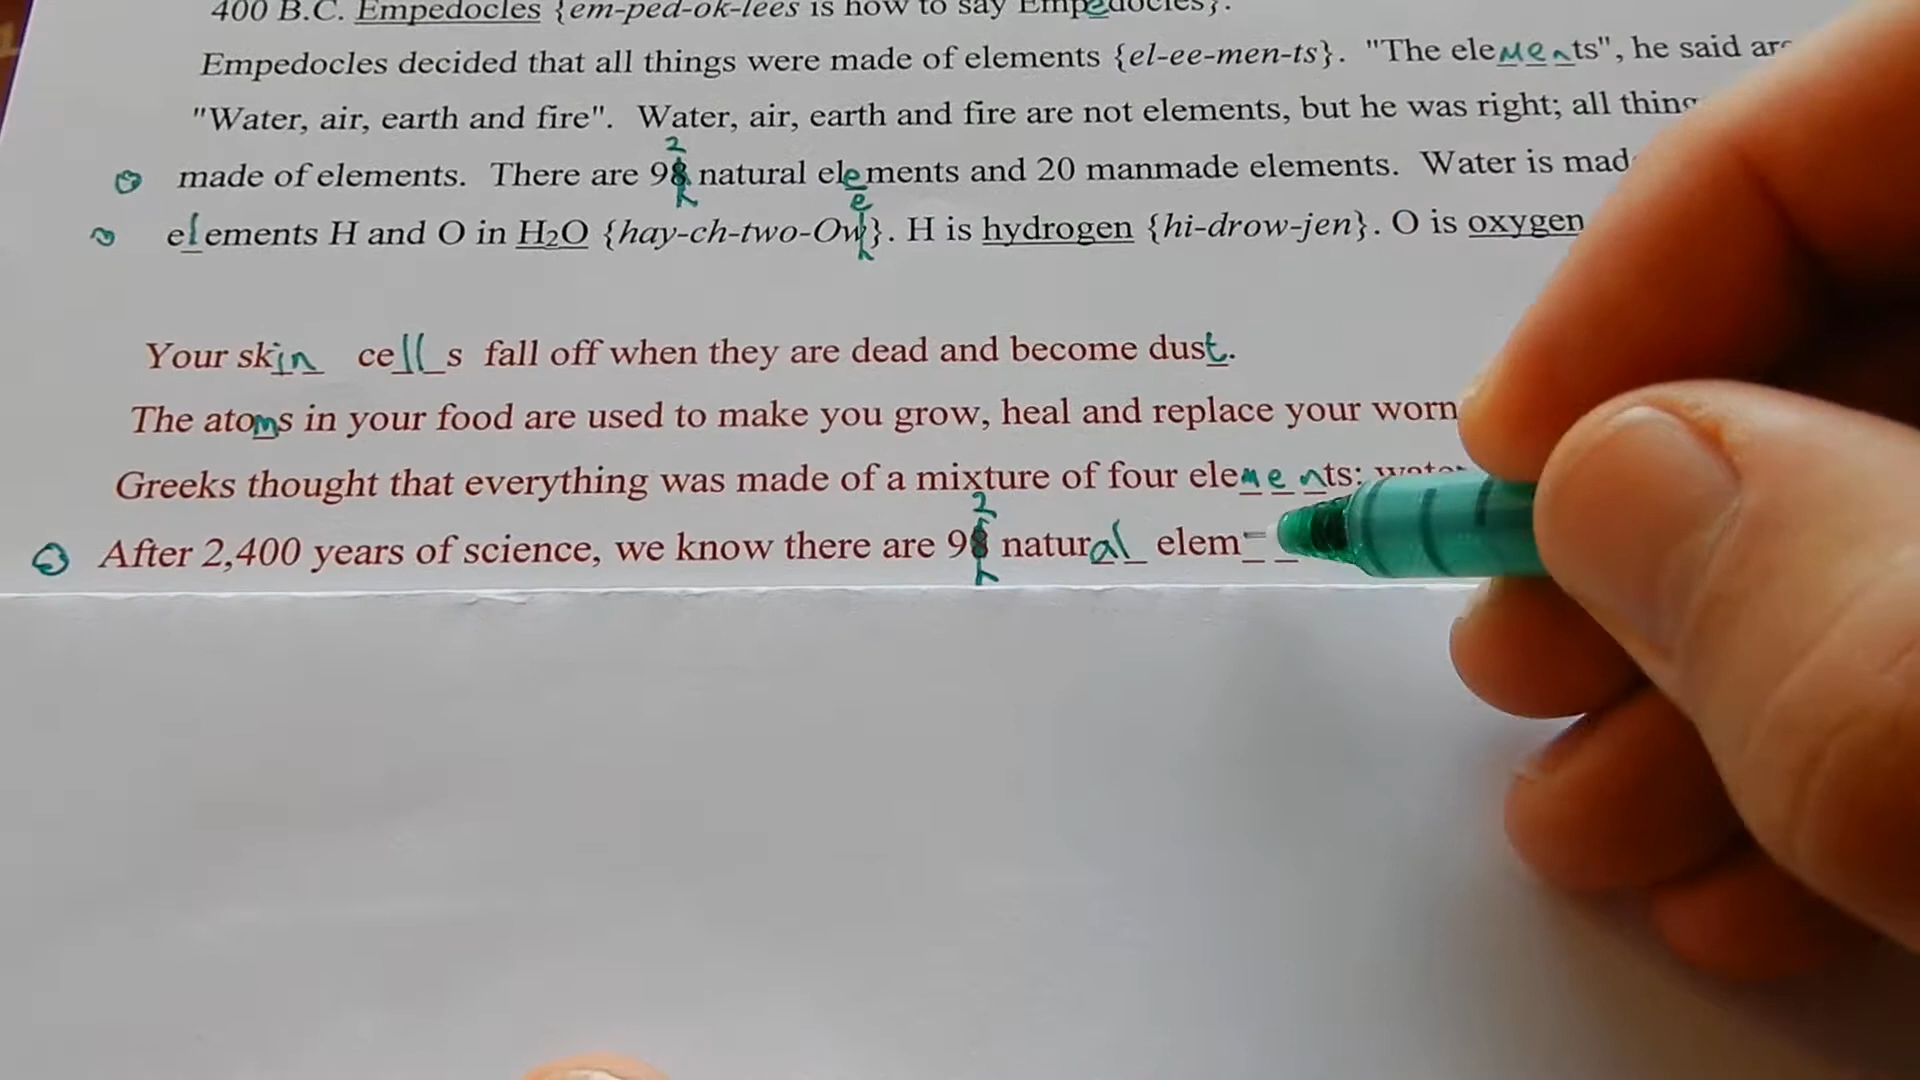 400 B.C. Empedocles {em-ped-ok-lees is how to say Empedocles}.
Empedocles decided that all things were made of elements {el-ee-men-ts}. "The elements", he said are
"Water, air, earth and fire". Water, air, earth and fire are not elements, but he was right; all thing
2
made of elements. There are 98 natural elements and 20 manmade elements. Water is mad
e
elements H and O in H₂O {hay-ch-two-Ow}. H is hydrogen {hi-drow-jen}. O is oxygen
Your skin cells fall off when they are dead and become dust.
The atoms in your food are used to make you grow, heal and replace your worn
Greeks thought that everything was made of a mixture of four elements: wate
2
After 2,400 years of science, we know there are 98 natural elem_ _